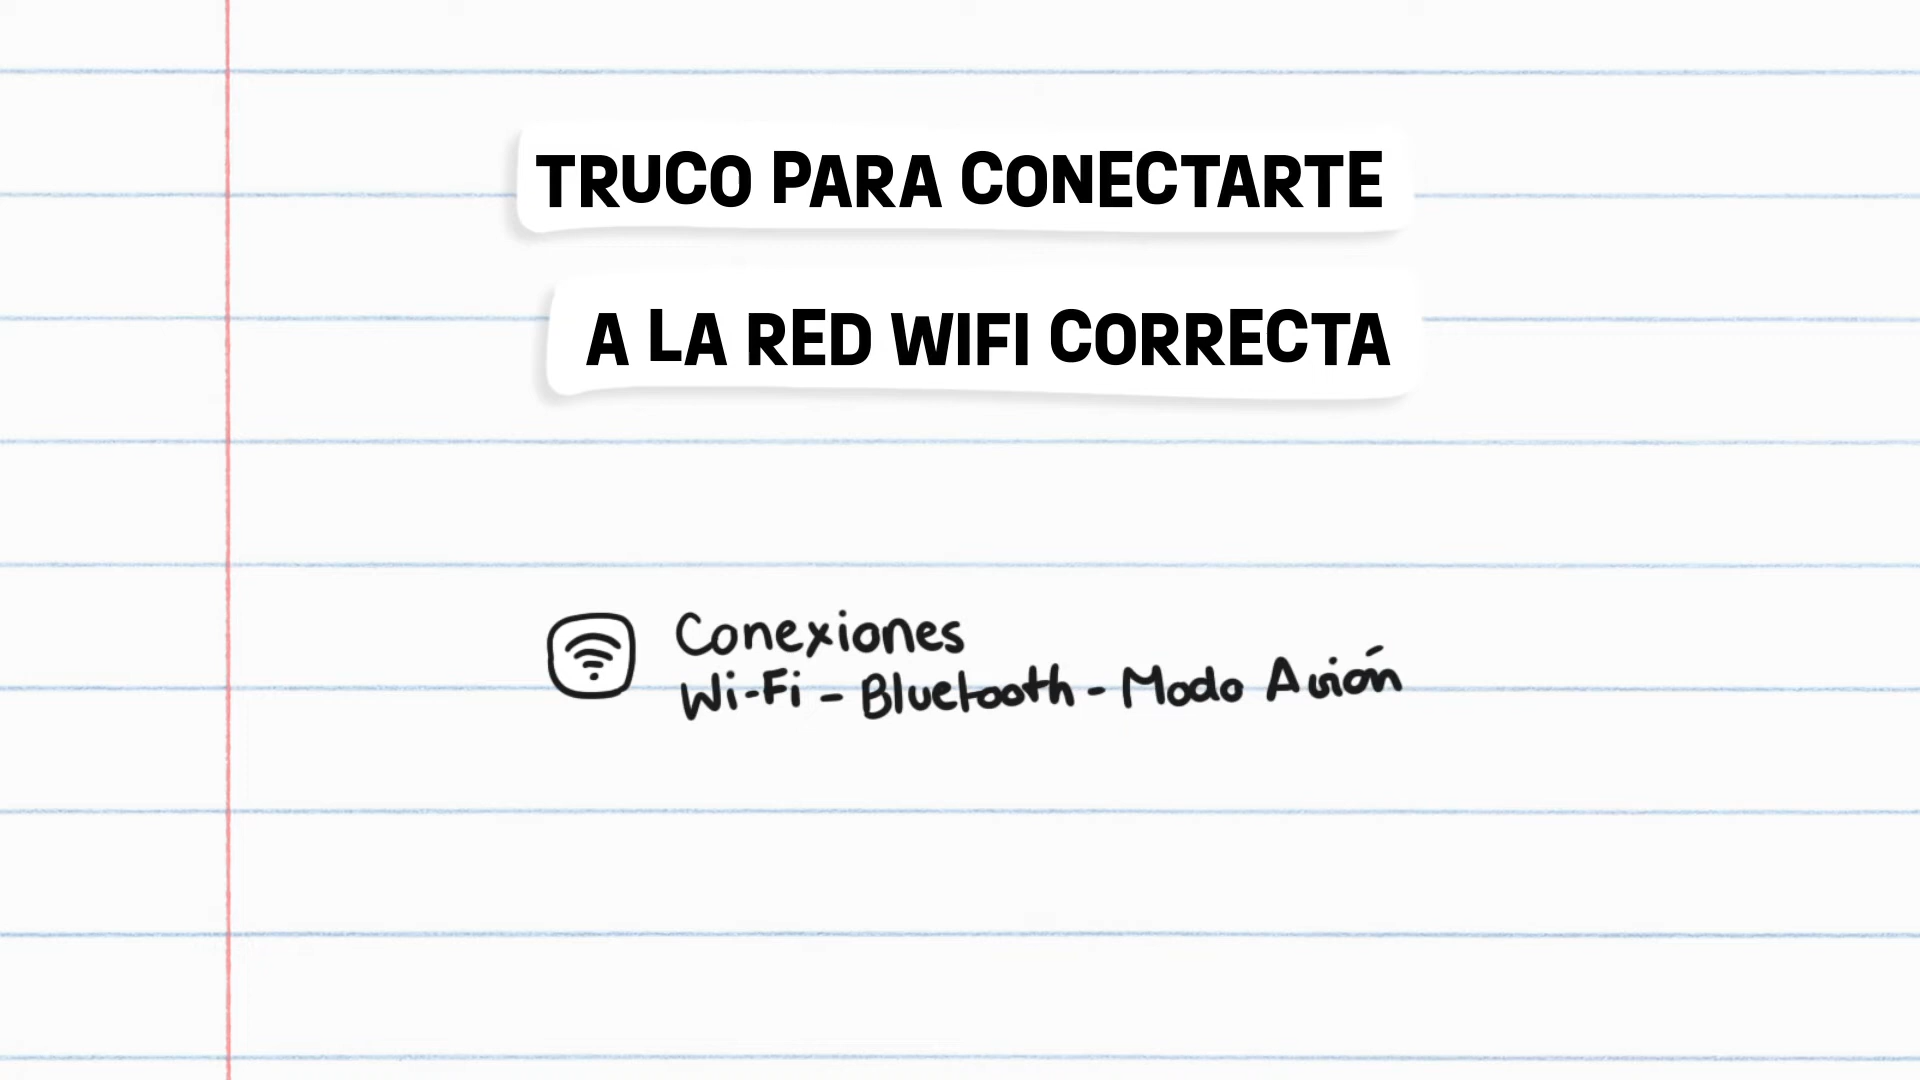 TRUCO PARA CONECTARTE
A LA RED WIFI CORRECTA
Conexiones
Wi-Fi - Bluetooth - Modo Avión